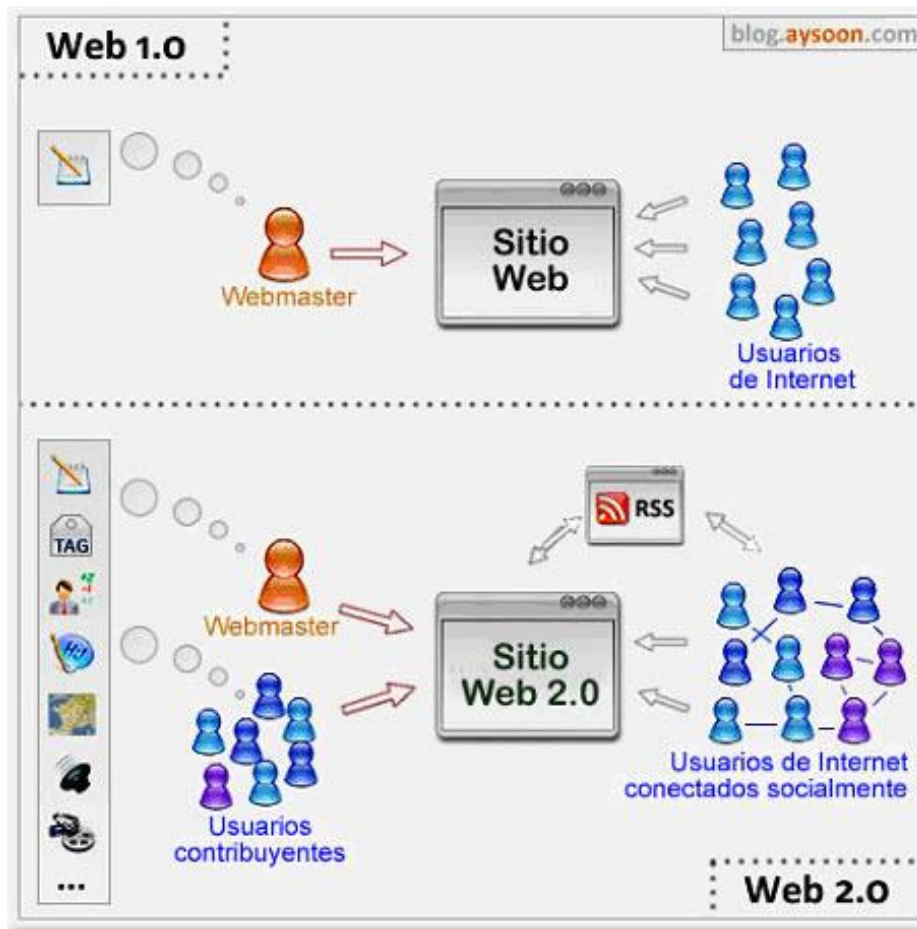 Web 1.0
blog.aysoon.com
Webmaster
Sitio
Web
Usuarios
de Internet
TAG
Hi!
RSS
Webmaster
Sitio
Web 2.0
Usuarios
contribuyentes
Usuarios de Internet
conectados socialmente
...
Web 2.0